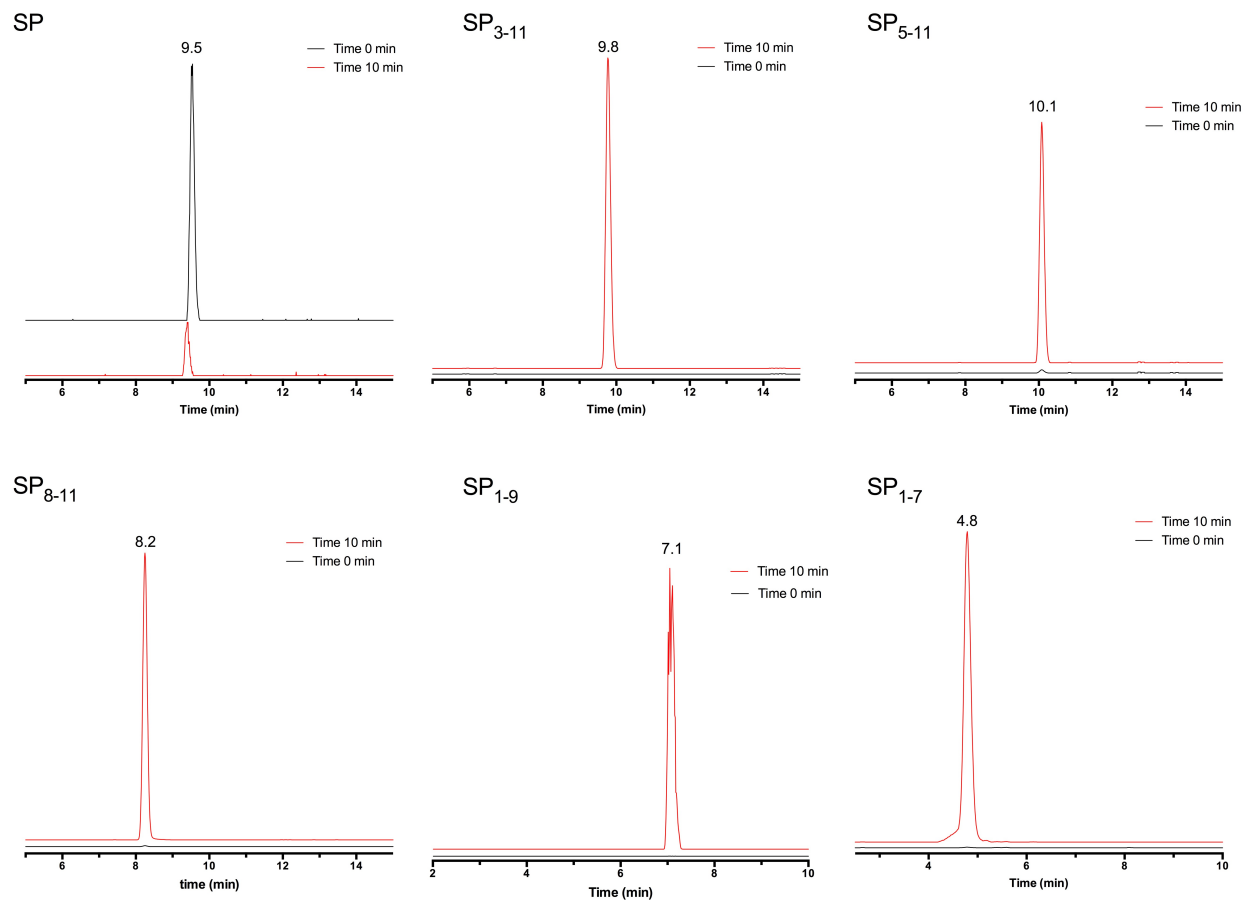 SP
9.5
Time 0 min
Time 10 min
6 8 10 12 14
Time (min)
SP3-11
9.8
Time 10 min
Time 0 min
6 8 10 12 14
Time (min)
SP5-11
10.1
Time 10 min
Time 0 min
6 8 10 12 14
Time (min)
SP8-11
8.2
Time 10 min
Time 0 min
6 8 10 12 14
time (min)
SP1-9
7.1
Time 10 min
Time 0 min
2 4 6 8 10
Time (min)
SP1-7
4.8
Time 10 min
Time 0 min
4 6 8 10
Time (min)